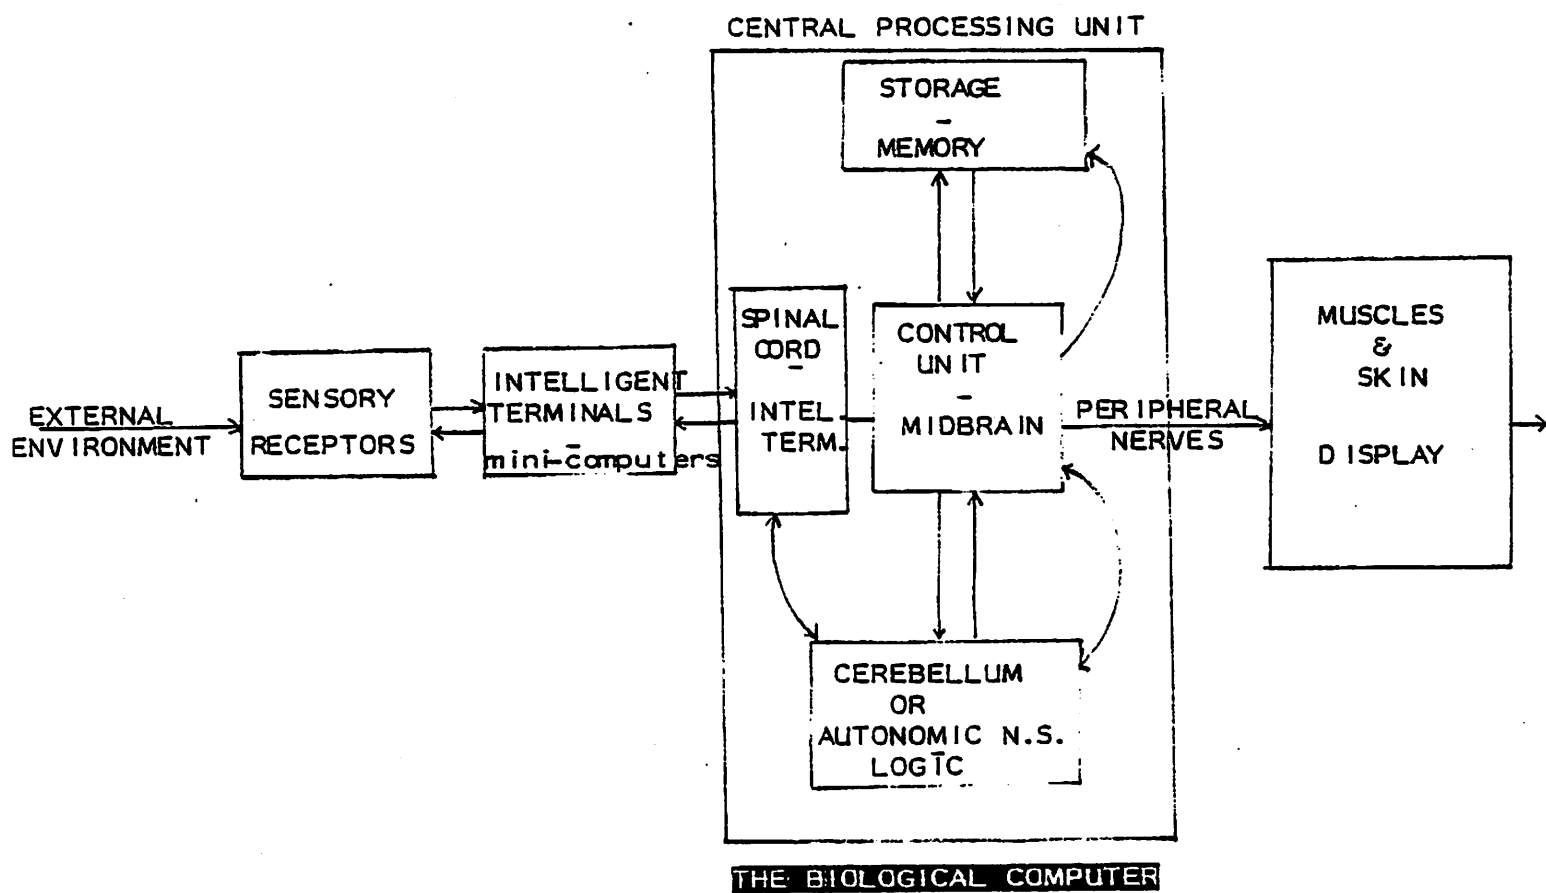 CENTRAL PROCESSING UNIT
STORAGE
-
MEMORY
EXTERNAL
ENVIRONMENT
SENSORY
RECEPTORS
INTELLIGENT
TERMINALS
-
mini-computers
SPINAL
CORD
-
INTEL
TERM.
CONTROL
UNIT
-
MIDBRAIN
PERIPHERAL
NERVES
MUSCLES
&
SKIN
DISPLAY
CEREBELLUM
OR
AUTONOMIC N.S.
-
LOGIC
THE BIOLOGICAL COMPUTER